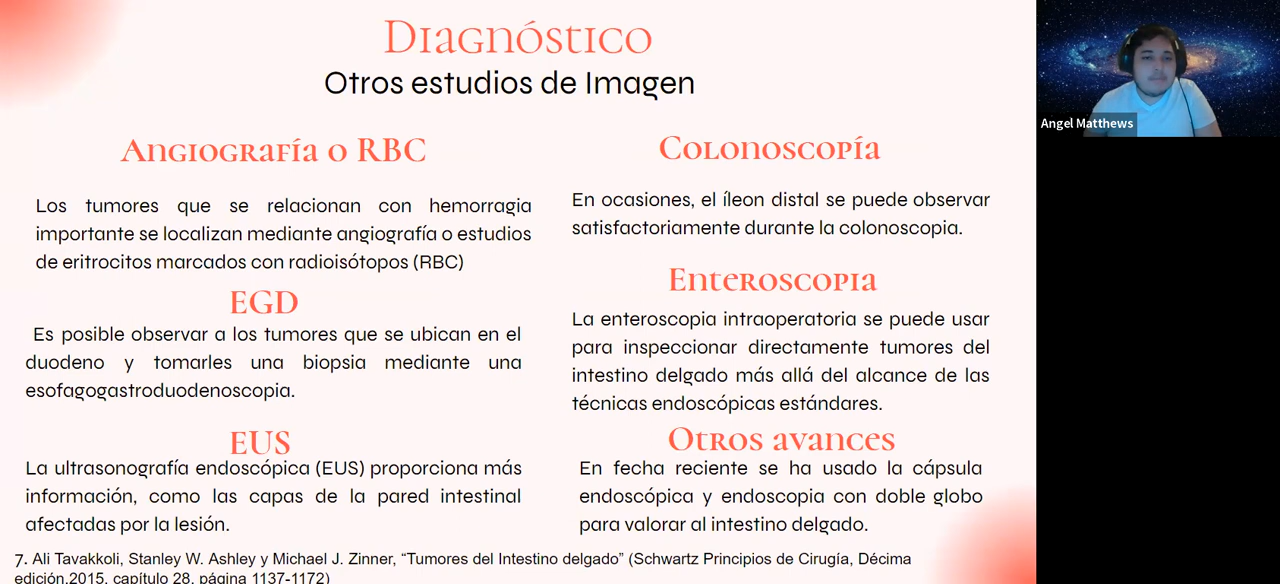 Diagnóstico
Otros estudios de Imagen
Angiografía o RBC
Los tumores que se relacionan con hemorragia
importante se localizan mediante angiografía o estudios
de eritrocitos marcados con radioisótopos (RBC)
EGD
Es posible observar a los tumores que se ubican en el
duodeno y tomarles una biopsia mediante una
esofagogastroduodenoscopia.
EUS
La ultrasonografía endoscópica (EUS) proporciona más
información, como las capas de la pared intestinal
afectadas por la lesión.
Colonoscopía
En ocasiones, el íleon distal se puede observar
satisfactoriamente durante la colonoscopia.
Enteroscopia
La enteroscopia intraoperatoria se puede usar
para inspeccionar directamente tumores del
intestino delgado más allá del alcance de las
técnicas endoscópicas estándares.
Otros avances
En fecha reciente se ha usado la cápsula
endoscópica y endoscopia con doble globo
para valorar al intestino delgado.
7. Ali Tavakkoli, Stanley W. Ashley y Michael J. Zinner, “Tumores del Intestino delgado” (Schwartz Principios de Cirugía, Décima
edición,2015, capítulo 28, página 1137-1172)
Angel Matthews